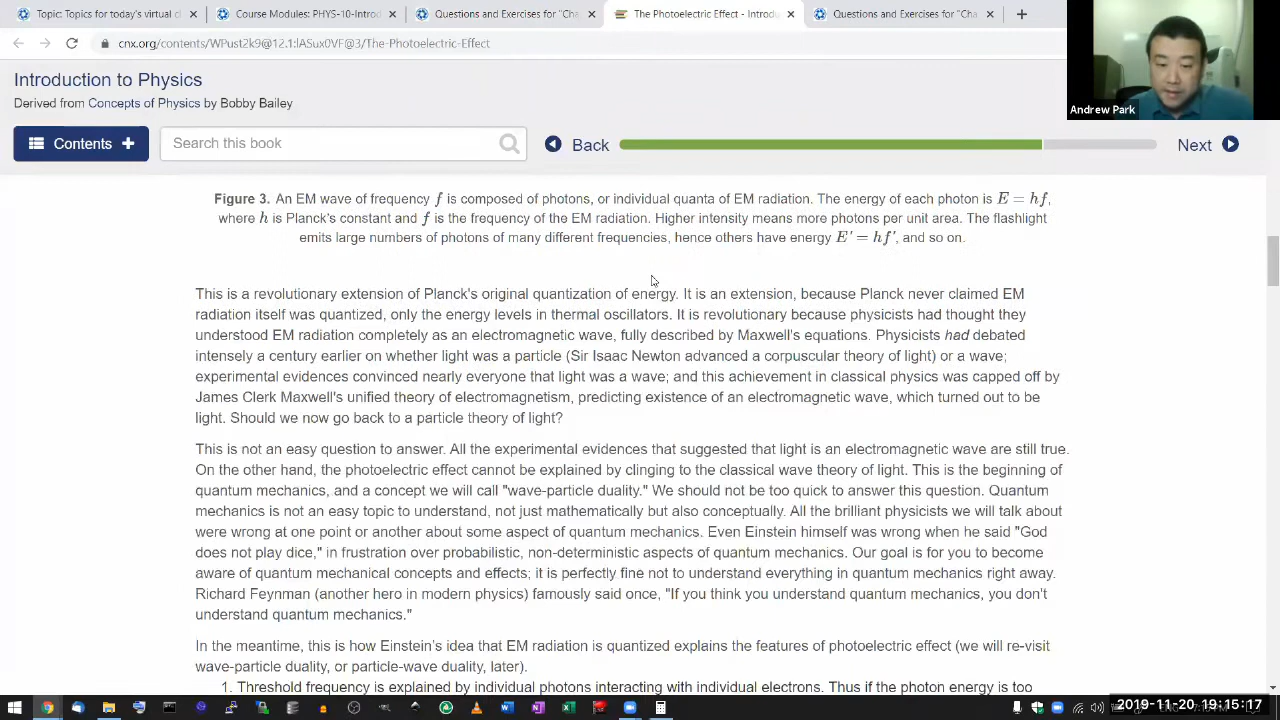 Topic: Topics for today's virtual cl
Course Modules: PHYS-10-Introd
Questions and Exercises for "Cha
The Photoelectric Effect - Introdu
Questions and Exercises for "Cha
cnx.org/contents/WPust2k9@12.1:lASux0VF@3/The-Photoelectric-Effect
Andrew Park
Introduction to Physics
Derived from Concepts of Physics by Bobby Bailey
Contents +
Search this book
Back
Next
Figure 3. An EM wave of frequency f is composed of photons, or individual quanta of EM radiation. The energy of each photon is E = hf,
where h is Planck's constant and f is the frequency of the EM radiation. Higher intensity means more photons per unit area. The flashlight
emits large numbers of photons of many different frequencies, hence others have energy E' = hf', and so on.
This is a revolutionary extension of Planck's original quantization of energy. It is an extension, because Planck never claimed EM
radiation itself was quantized, only the energy levels in thermal oscillators. It is revolutionary because physicists had thought they
understood EM radiation completely as an electromagnetic wave, fully described by Maxwell's equations. Physicists had debated
intensely a century earlier on whether light was a particle (Sir Isaac Newton advanced a corpuscular theory of light) or a wave;
experimental evidences convinced nearly everyone that light was a wave; and this achievement in classical physics was capped off by
James Clerk Maxwell's unified theory of electromagnetism, predicting existence of an electromagnetic wave, which turned out to be
light. Should we now go back to a particle theory of light?
This is not an easy question to answer. All the experimental evidences that suggested that light is an electromagnetic wave are still true.
On the other hand, the photoelectric effect cannot be explained by clinging to the classical wave theory of light. This is the beginning of
quantum mechanics, and a concept we will call "wave-particle duality." We should not be too quick to answer this question. Quantum
mechanics is not an easy topic to understand, not just mathematically but also conceptually. All the brilliant physicists we will talk about
were wrong at one point or another about some aspect of quantum mechanics. Even Einstein himself was wrong when he said "God
does not play dice," in frustration over probabilistic, non-deterministic aspects of quantum mechanics. Our goal is for you to become
aware of quantum mechanical concepts and effects; it is perfectly fine not to understand everything in quantum mechanics right away.
Richard Feynman (another hero in modern physics) famously said once, "If you think you understand quantum mechanics, you don't
understand quantum mechanics."
In the meantime, this is how Einstein's idea that EM radiation is quantized explains the features of photoelectric effect (we will re-visit
wave-particle duality, or particle-wave duality, later).
1. Threshold frequency is explained by individual photons interacting with individual electrons. Thus if the photon energy is too
2019-11-20 19:15:17